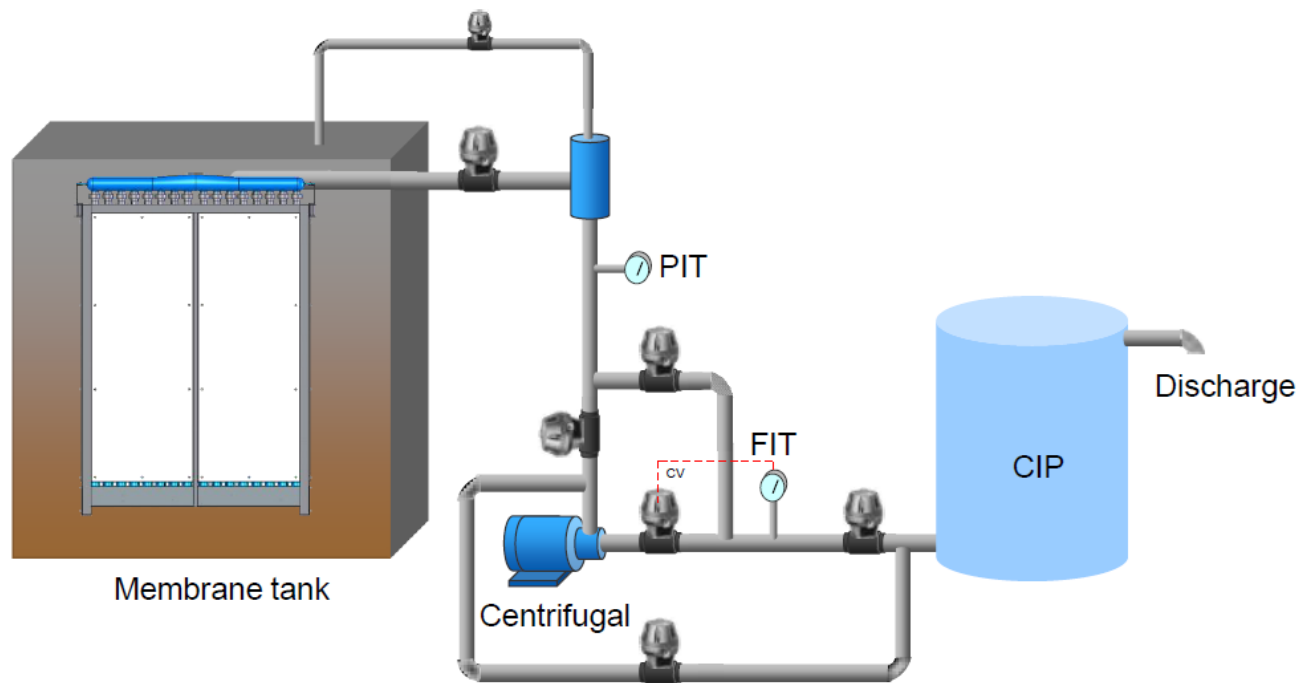 PIT
FIT
CV
Discharge
CIP
Membrane tank
Centrifugal